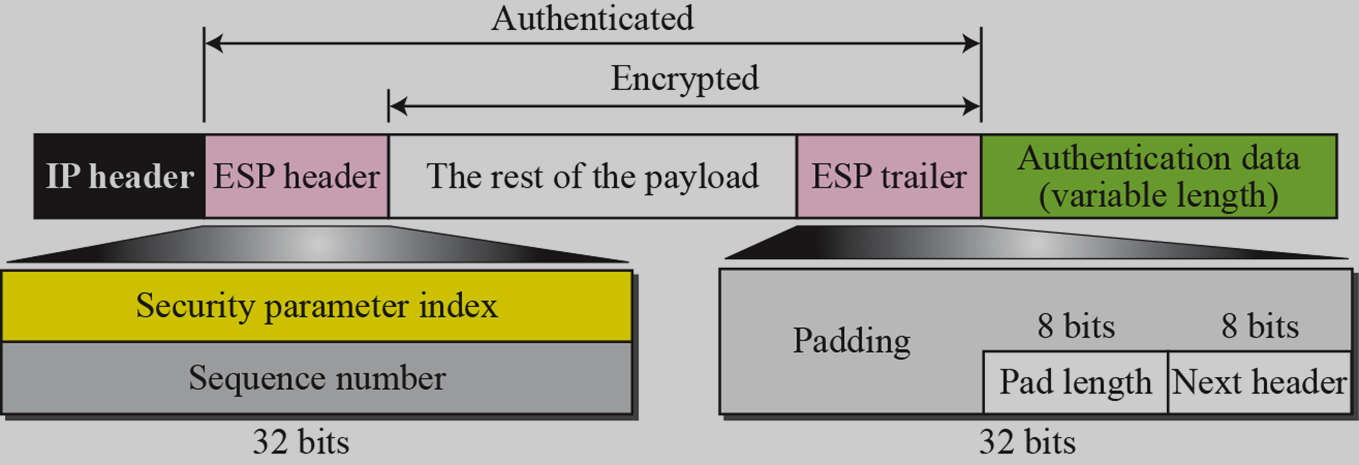 Authenticated
Encrypted
IP header
ESP header
The rest of the payload
ESP trailer
Authentication data
(variable length)
Security parameter index
Sequence number
32 bits
Padding
8 bits
8 bits
Pad length
Next header
32 bits